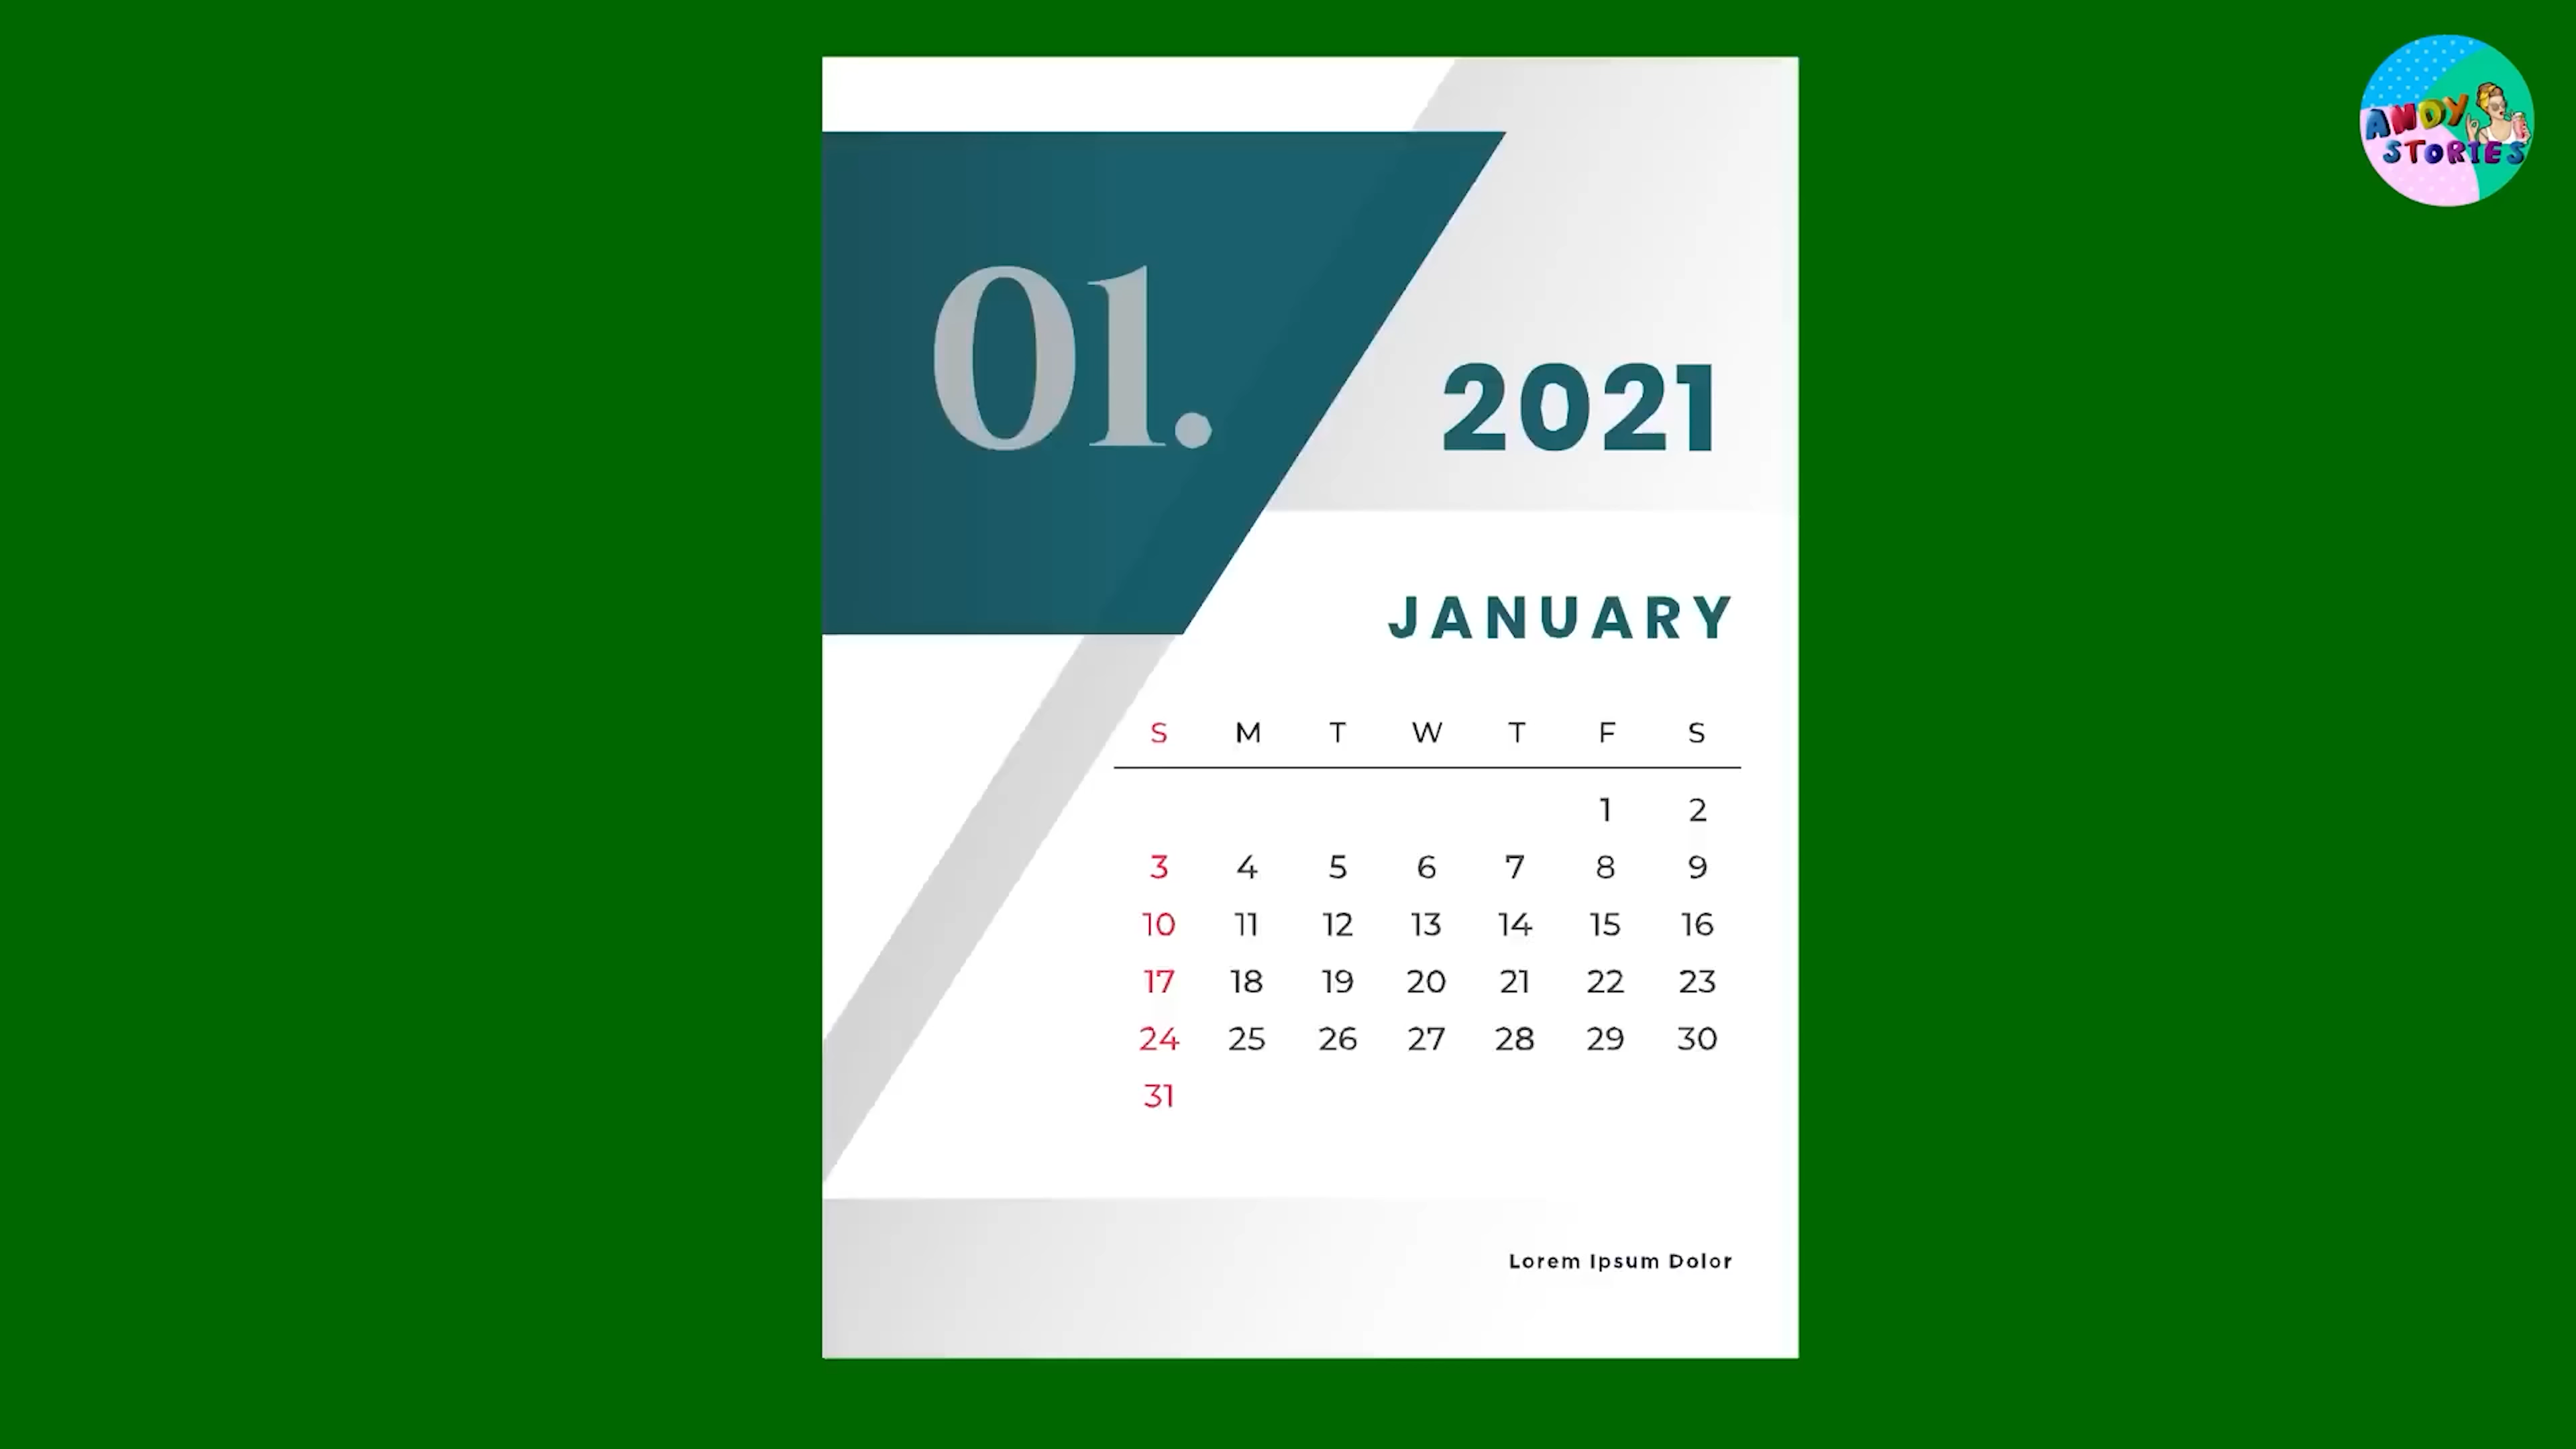 ANDY
STORIES
01.
2021
JANUARY
S M T W T F S
1 2
3 4 5 6 7 8 9
10 11 12 13 14 15 16
17 18 19 20 21 22 23
24 25 26 27 28 29 30
31
Lorem Ipsum Dolor